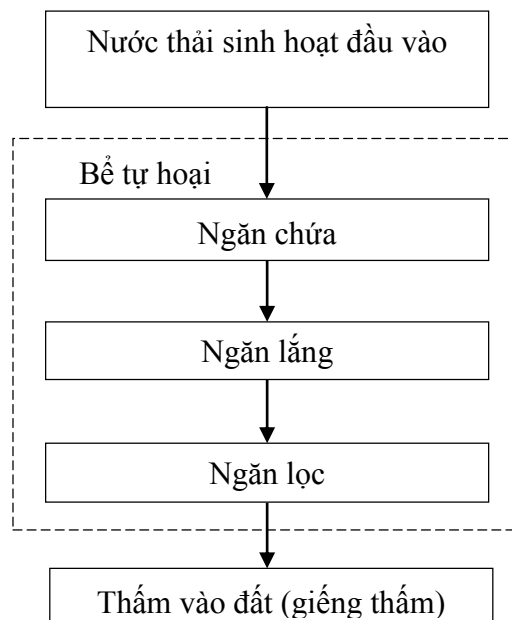 Nước thải sinh hoạt đầu vào
Bể tự hoại
Ngăn chứa
Ngăn lắng
Ngăn lọc
Thấm vào đất (giếng thấm)